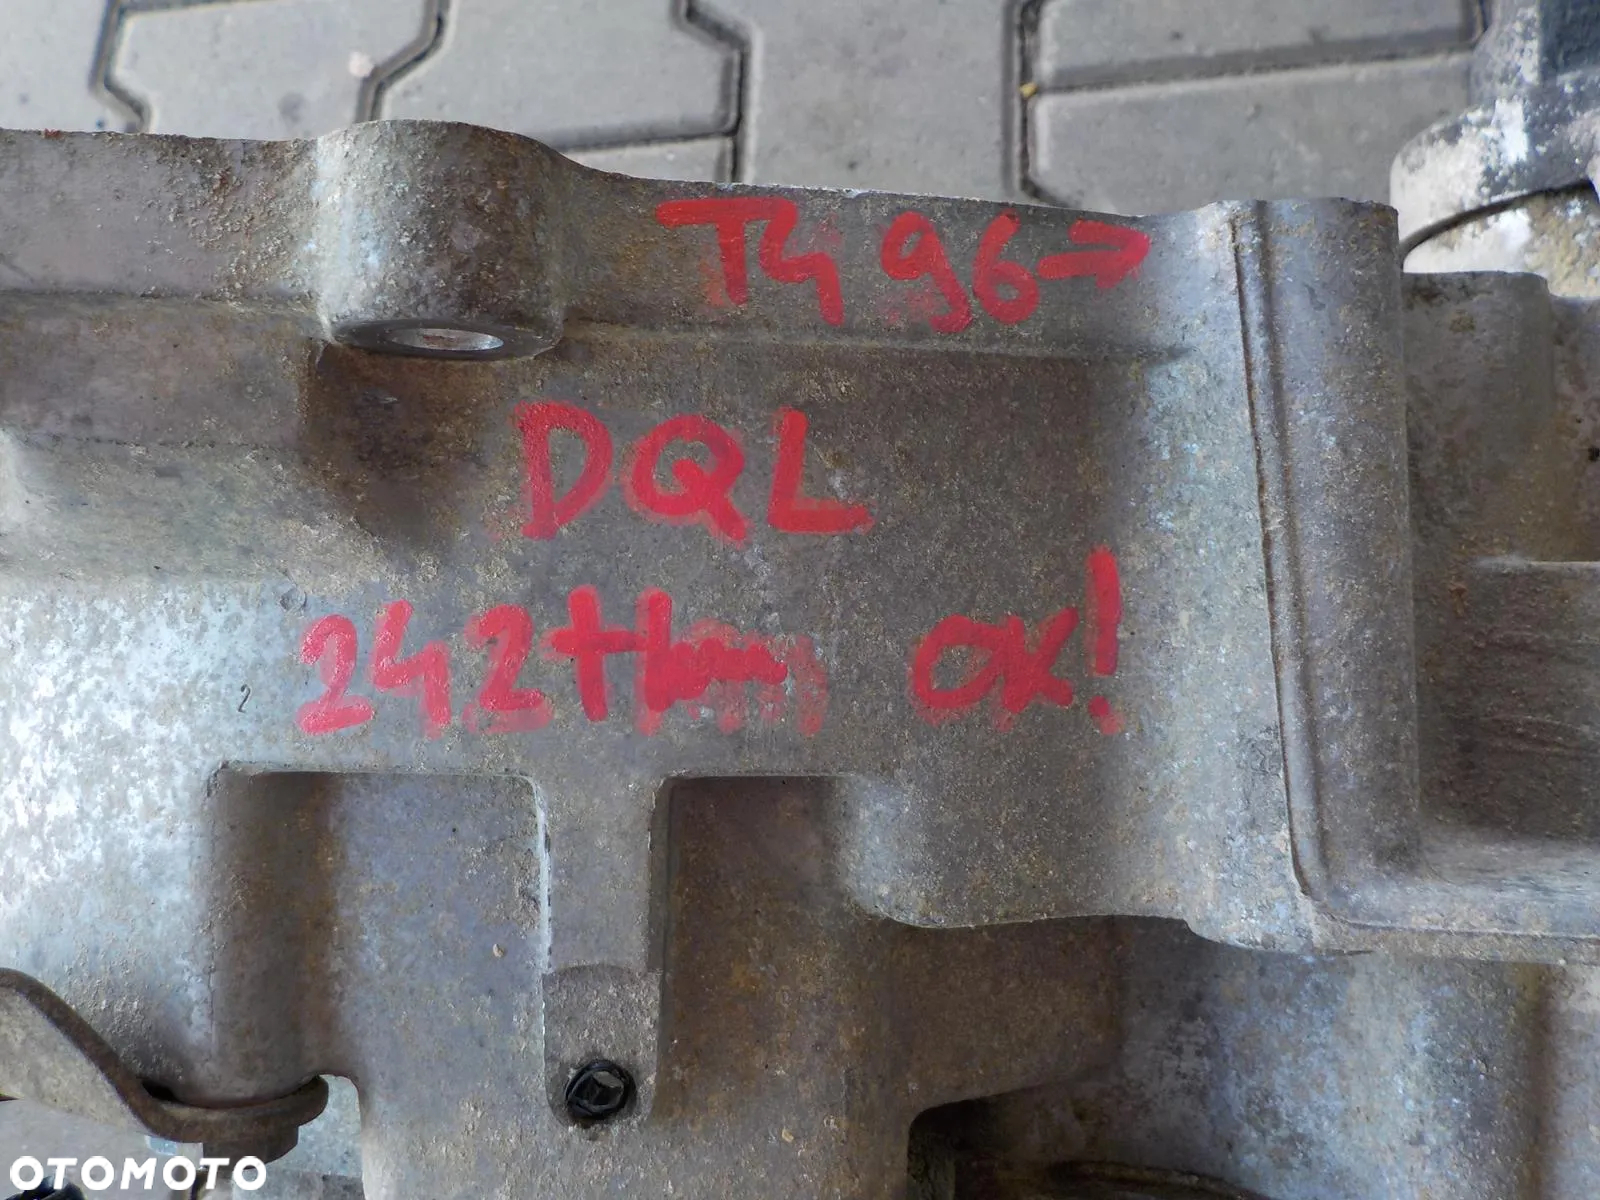 T4 96→
DQL
242tkm OK!
OTOMOTO